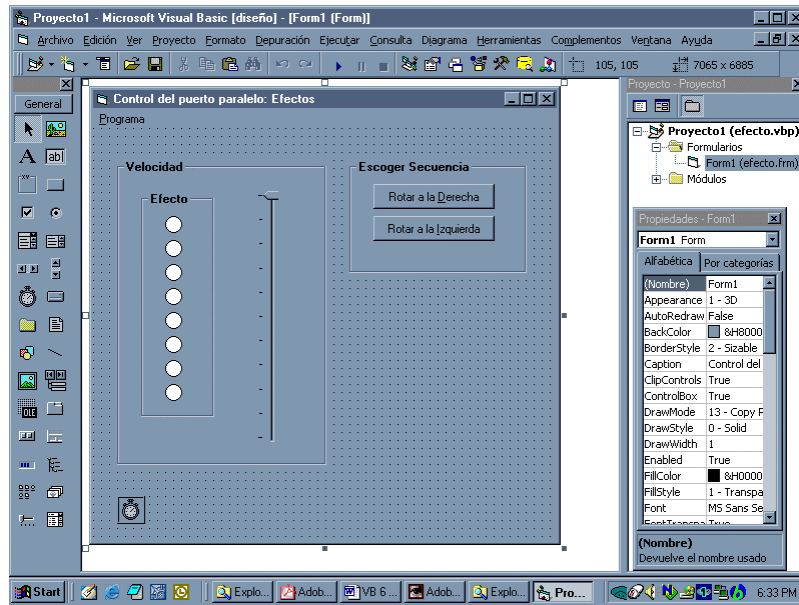 Proyecto1 - Microsoft Visual Basic [diseño] - [Form1 (Form)]
Archivo Edición Ver Proyecto Formato Depuración Ejecutar Consulta Diagrama Herramientas Complementos Ventana Ayuda
105, 105 7065 x 6885
General
A ab|
OLE
Control del puerto paralelo: Efectos
Programa
Velocidad
Efecto
Escoger Secuencia
Rotar a la Derecha
Rotar a la Izquierda
Proyecto - Proyecto1
Proyecto1 (efecto.vbp)
Formularios
Form1 (efecto.frm)
Módulos
Propiedades - Form1
Form1 Form
Alfabética Por categorías
(Nombre) Form1
Appearance 1 - 3D
AutoRedraw False
BackColor &H8000
BorderStyle 2 - Sizable
Caption Control del
ClipControls True
ControlBox True
DrawMode 13 - Copy P
DrawStyle 0 - Solid
DrawWidth 1
Enabled True
FillColor &H0000
FillStyle 1 - Transpa
Font MS Sans Se
FontTranspa True
(Nombre)
Devuelve el nombre usado
Start Explo... Adob... VB 6 ... Adob... Explo... Pro... 6:33 PM